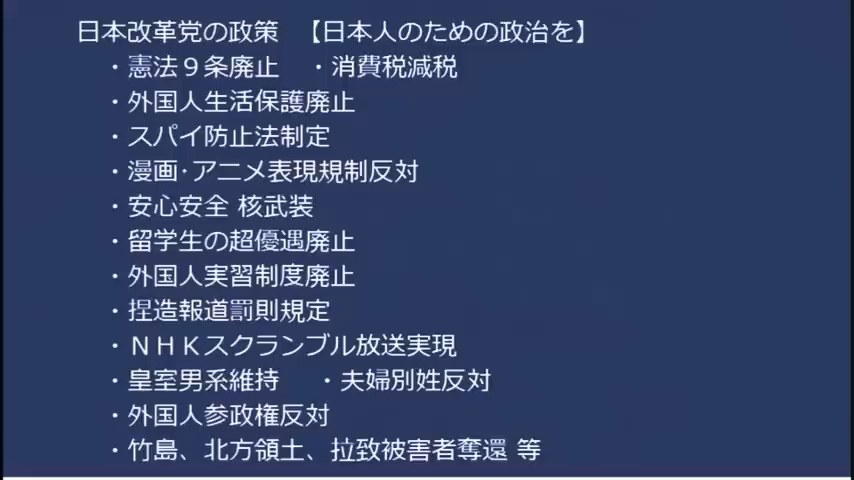 日本改革党の政策 【日本人のための政治を】
・憲法９条廃止 ・消費税減税
・外国人生活保護廃止
・スパイ防止法制定
・漫画･アニメ表現規制反対
・安心安全 核武装
・留学生の超優遇廃止
・外国人実習制度廃止
・捏造報道罰則規定
・ＮＨＫスクランブル放送実現
・皇室男系維持 ・夫婦別姓反対
・外国人参政権反対
・竹島、北方領土、拉致被害者奪還 等